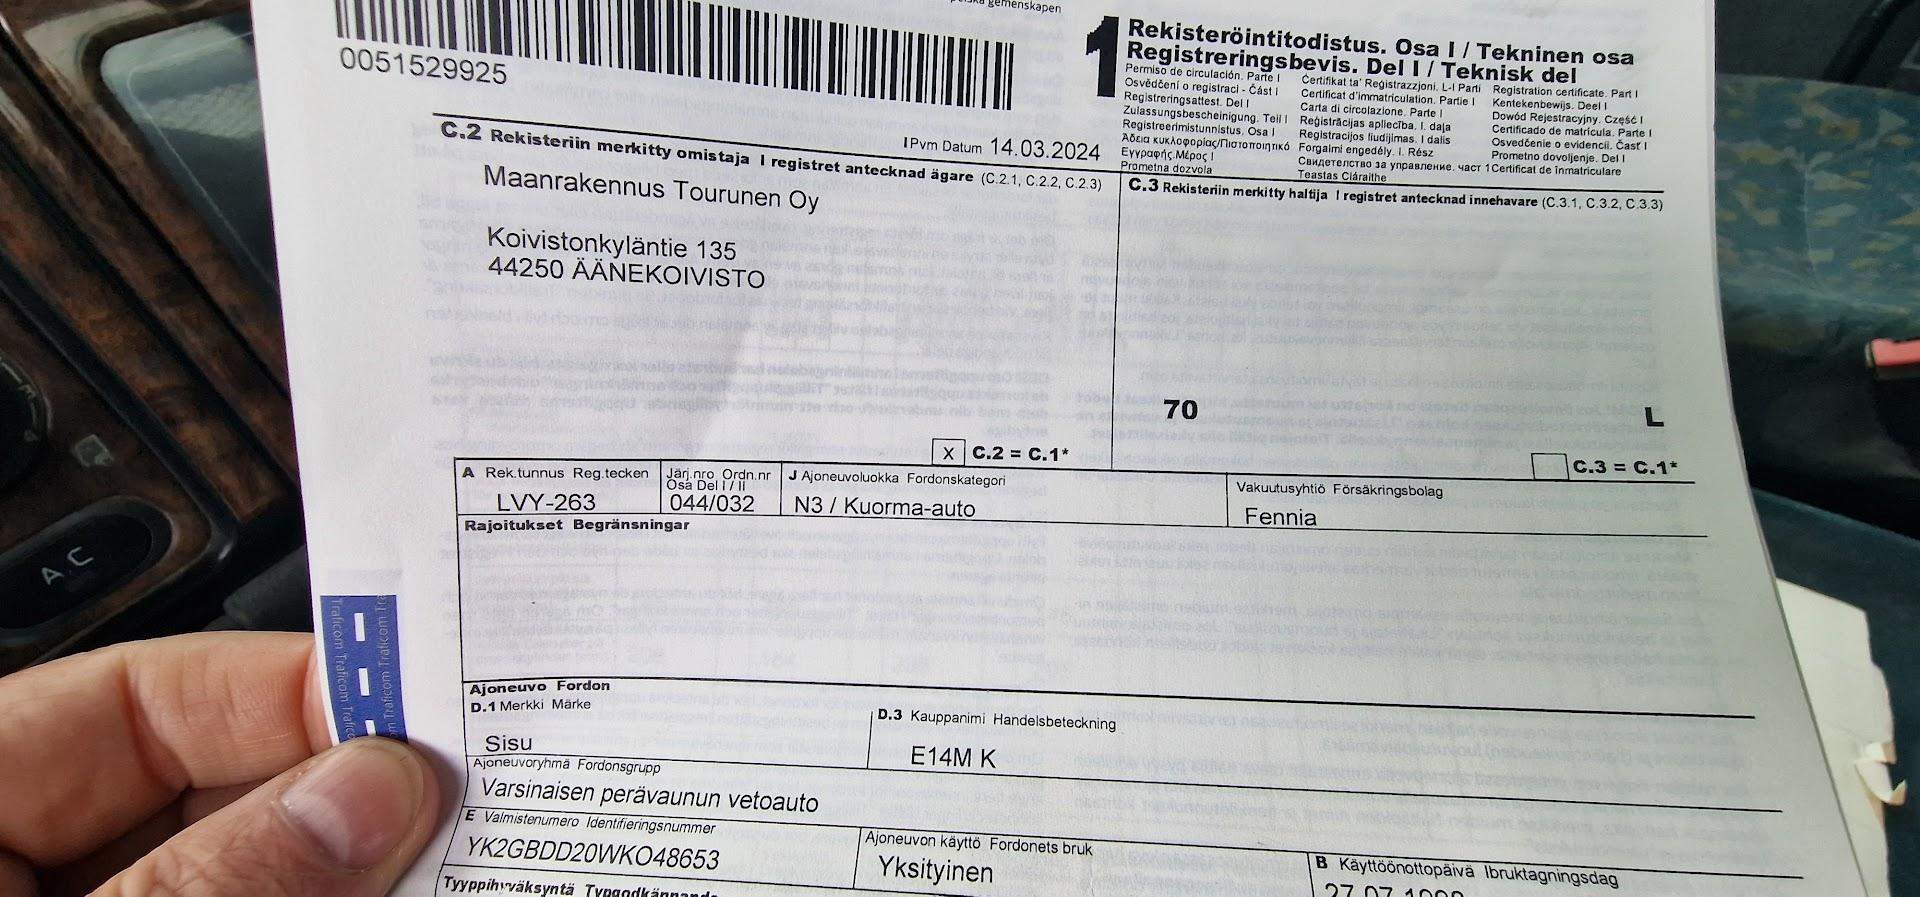 gemenskapen
0051529925
1
Rekisteröintitodistus. Osa I / Tekninen osa
Registreringsbevis. Del I / Teknisk del
Permiso de circulación. Parte I
Osvědčení o registraci - Část I
Registreringsattest. Del I
Zulassungsbescheinigung. Teil I
Registreerimistunnistus. Osa I
Άδεια κυκλοφορίας/Πιστοποιητικό
Εγγραφής.Μέρος I
Prometna dozvola
Ċertifikat ta' Reġistrazzjoni. L-I Parti
Certificat d'immatriculation. Partie I
Carta di circolazione. Parte I
Reģistrācijas apliecība. I. daļa
Registracijos liudijimas. I dalis
Forgalmi engedély. I. Rész
Свидетелство за управление. част 1
Teastas Cláraithe
Registration certificate. Part I
Kentekenbewijs. Deel I
Dowód Rejestracyjny. Część I
Certificado de matrícula. Parte I
Osvedčenie o evidencii. Časť I
Prometno dovoljenje. Del I
Certificat de înmatriculare
I Pvm Datum 14.03.2024
C.2 Rekisteriin merkitty omistaja I registret antecknad ägare (C.2.1, C.2.2, C.2.3)
Maanrakennus Tourunen Oy
Koivistonkyläntie 135
44250 ÄÄNEKOIVISTO
X C.2 = C.1*
C.3 Rekisteriin merkitty haltija I registret antecknad innehavare (C.3.1, C.3.2, C.3.3)
70 L
C.3 = C.1*
A Rek.tunnus Reg.tecken
LVY-263
Järj.nro Ordn.nr
Osa Del I / II
044/032
J Ajoneuvoluokka Fordonskategori
N3 / Kuorma-auto
Vakuutusyhtiö Försäkringsbolag
Fennia
Rajoitukset Begränsningar
Ajoneuvo Fordon
D.1 Merkki Märke
Sisu
D.3 Kauppanimi Handelsbeteckning
E14M K
Ajoneuvoryhmä Fordonsgrupp
Varsinaisen perävaunun vetoauto
E Valmistenumero Identifieringsnummer
YK2GBDD20WKO48653
Ajoneuvon käyttö Fordonets bruk
Yksityinen
B Käyttöönottopäivä Ibruktagningsdag
Tyyppihyväksyntä Typgodkännande
A.C
Traficom Traficom Traficom
Traficom Traficom